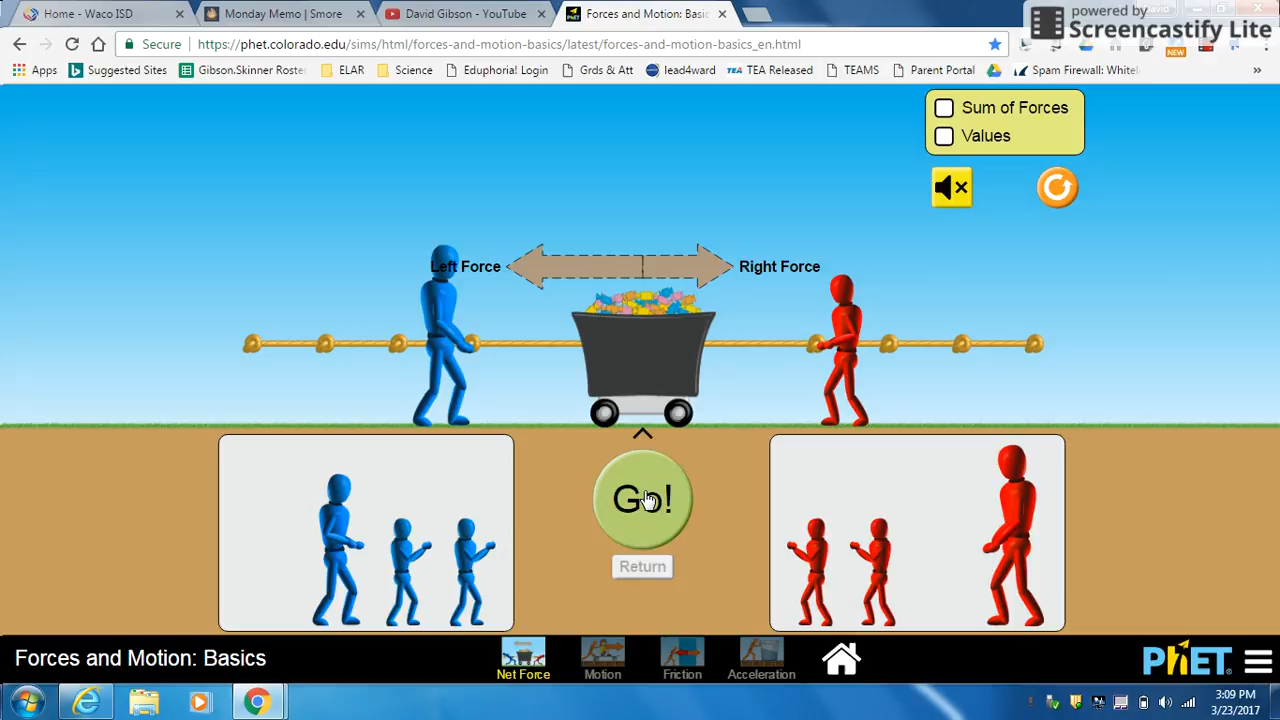 Home - Waco ISD
Monday Memo! Smore
David Gibson - YouTube
Forces and Motion: Basic
powered by
Screencastify Lite
Secure
https://phet.colorado.edu/sims/html/forces-and-motion-basics/latest/forces-and-motion-basics_en.html
NEW
Apps
Suggested Sites
Gibson.Skinner Roste
ELAR
Science
Eduphoria! Login
Grds & Att
lead4ward
TEA Released
TEAMS
Parent Portal
Spam Firewall: White
»
Sum of Forces
Values
Left Force
Right Force
Go!
Return
Forces and Motion: Basics
Net Force
Motion
Friction
Acceleration
PhET
3:09 PM
3/23/2017